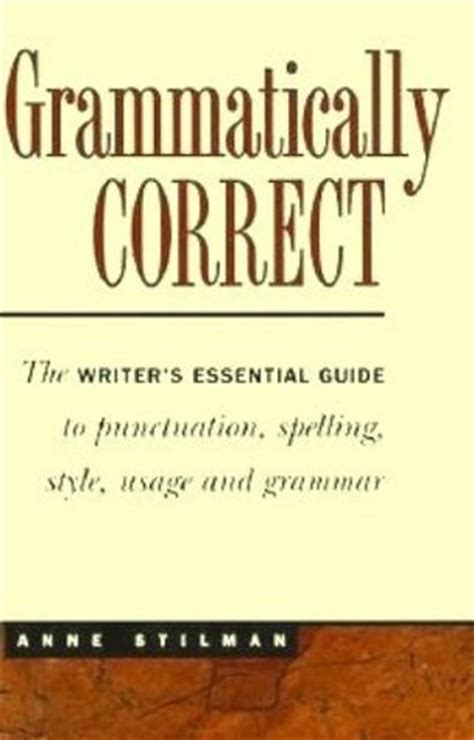 Grammatically
CORRECT
The WRITER'S ESSENTIAL GUIDE
to punctuation, spelling,
style, usage and grammar
ANNE STILMAN